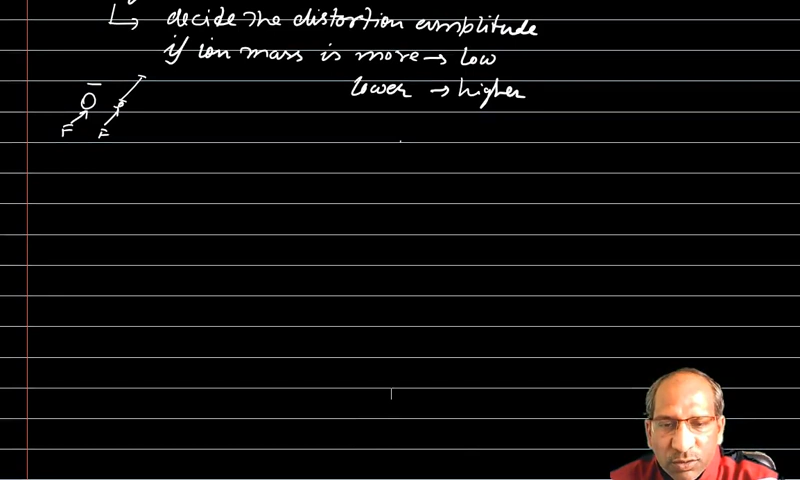 ↳ decide the distortion amplitude
if ion mass is more → low
lower → higher
F F